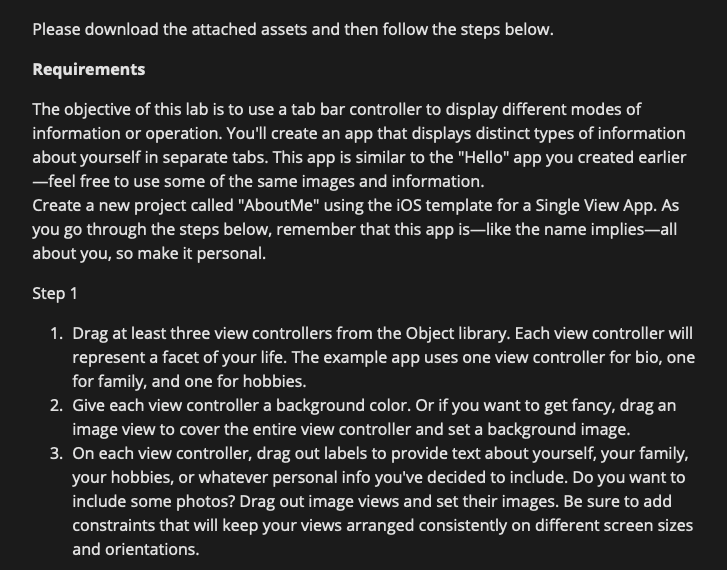 Please download the attached assets and then follow the steps below.
Requirements
The objective of this lab is to use a tab bar controller to display different modes of
information or operation. You'll create an app that displays distinct types of information
about yourself in separate tabs. This app is similar to the "Hello" app you created earlier
—feel free to use some of the same images and information.
Create a new project called "AboutMe" using the iOS template for a Single View App. As
you go through the steps below, remember that this app is—like the name implies—all
about you, so make it personal.
Step 1
1. Drag at least three view controllers from the Object library. Each view controller will
represent a facet of your life. The example app uses one view controller for bio, one
for family, and one for hobbies.
2. Give each view controller a background color. Or if you want to get fancy, drag an
image view to cover the entire view controller and set a background image.
3. On each view controller, drag out labels to provide text about yourself, your family,
your hobbies, or whatever personal info you've decided to include. Do you want to
include some photos? Drag out image views and set their images. Be sure to add
constraints that will keep your views arranged consistently on different screen sizes
and orientations.